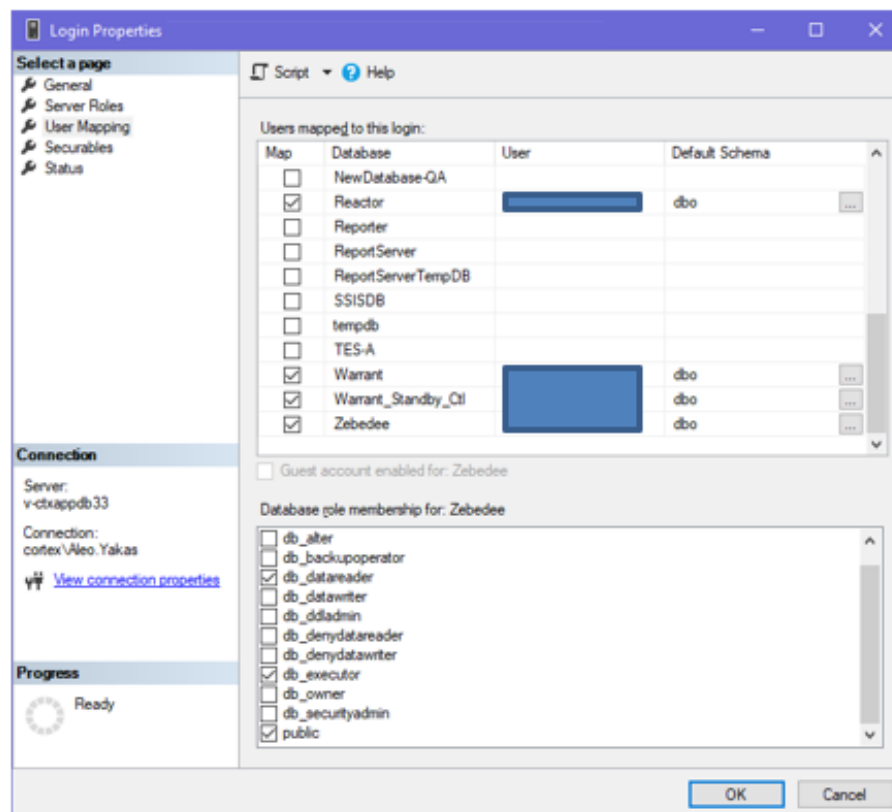 Login Properties
Select a page
General
Server Roles
User Mapping
Securables
Status
Script
Help
Users mapped to this login:
Map Database User Default Schema
NewDatabase-QA
Reactor dbo ...
Reporter
ReportServer
ReportServerTempDB
SSISDB
tempdb
TES-A
Warrant dbo ...
Warrant_Standby_Ctl dbo ...
Zebedee dbo ...
Guest account enabled for: Zebedee
Database role membership for: Zebedee
db_alter
db_backupoperator
db_datareader
db_datawriter
db_ddladmin
db_denydatareader
db_denydatawriter
db_executor
db_owner
db_securityadmin
public
Connection
Server:
v-ctxappdb33
Connection:
cortex\Aleo.Yakas
View connection properties
Progress
Ready
OK Cancel